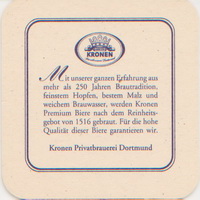 KRONEN
Mit unserer ganzen Erfahrung aus
mehr als 250 Jahren Brautradition,
feinstem Hopfen, bestem Malz und
weichem Brauwasser, werden Kronen
Premium Biere nach dem Reinheits-
gebot von 1516 gebraut. Für die hohe
Qualität dieser Biere garantieren wir.
Kronen Privatbrauerei Dortmund